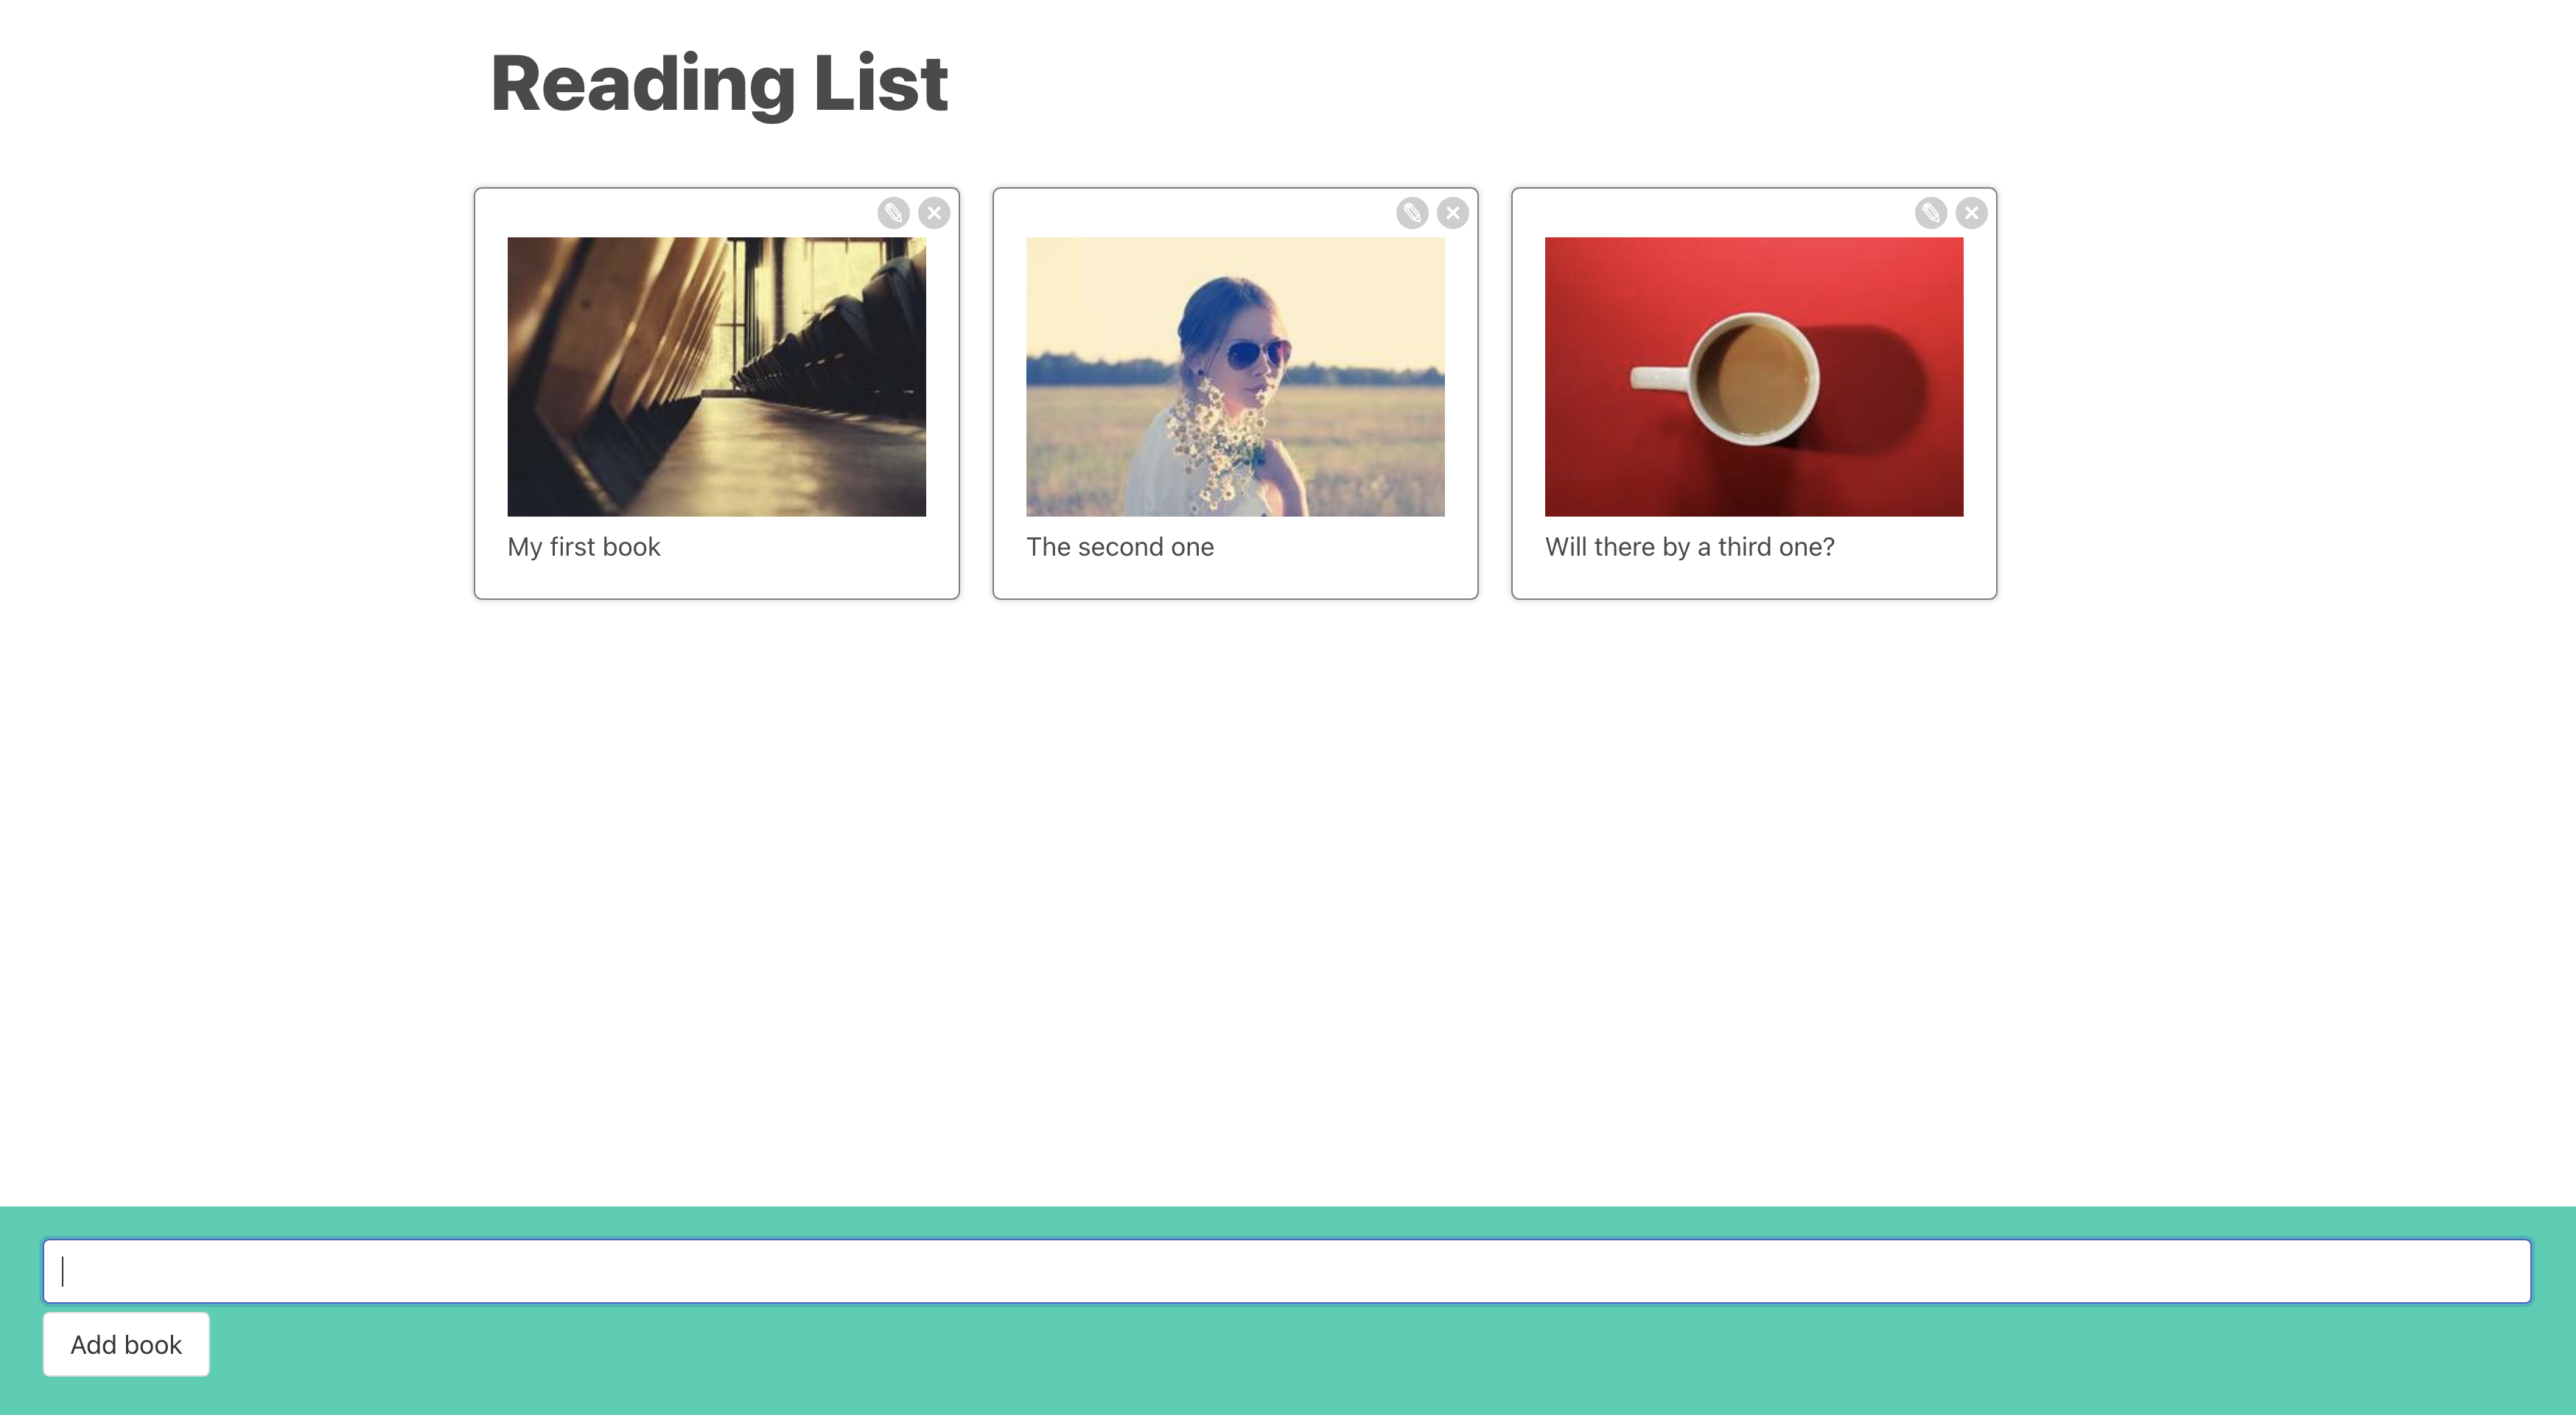 Reading List
My first book
The second one
Will there by a third one?
Add book